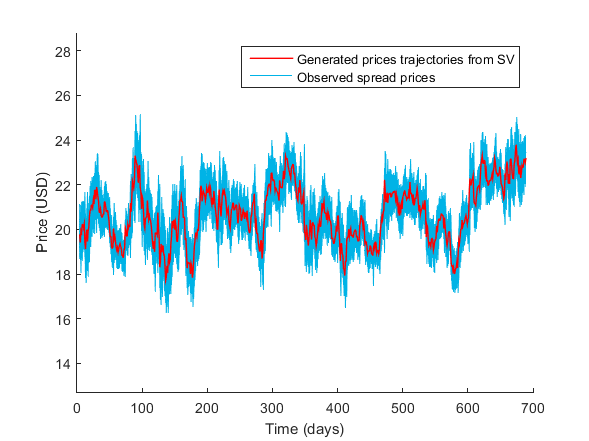 Generated prices trajectories from SV
Observed spread prices
Price (USD)
28
26
24
22
20
18
16
14
0 100 200 300 400 500 600 700
Time (days)